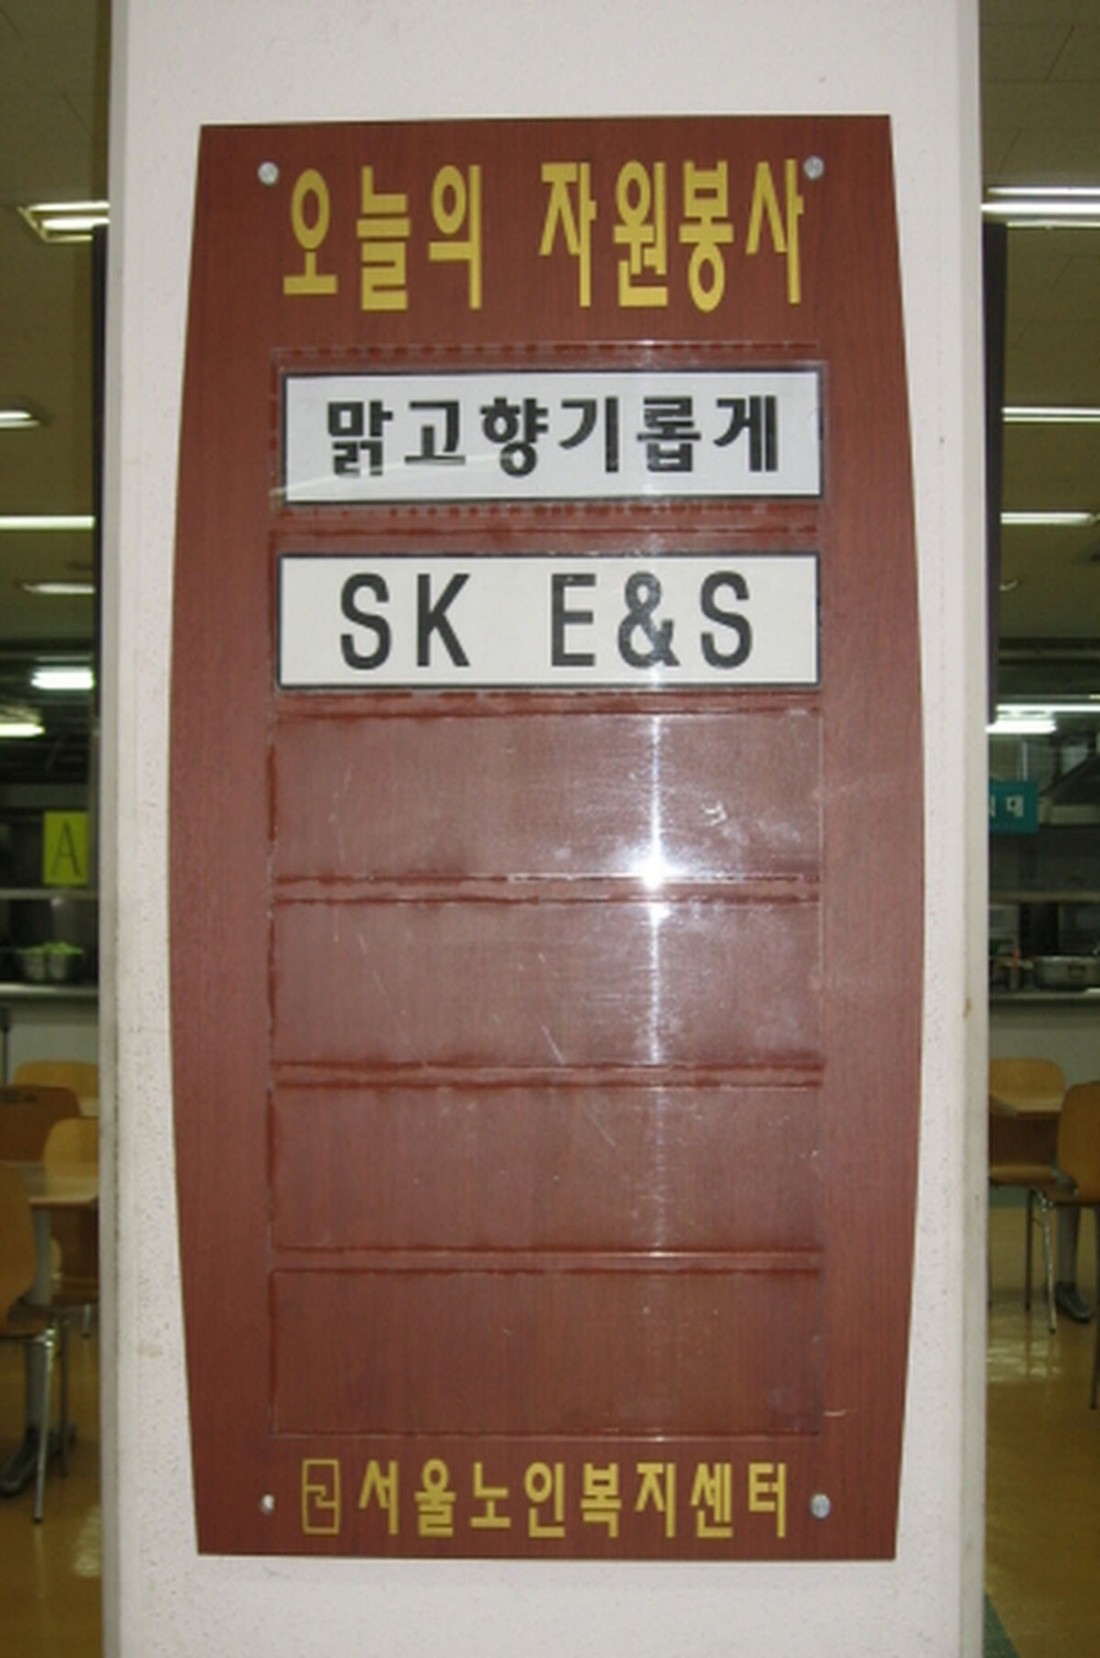 오늘의 자원봉사
맑고향기롭게
SK E&S
서울노인복지센터
A
대